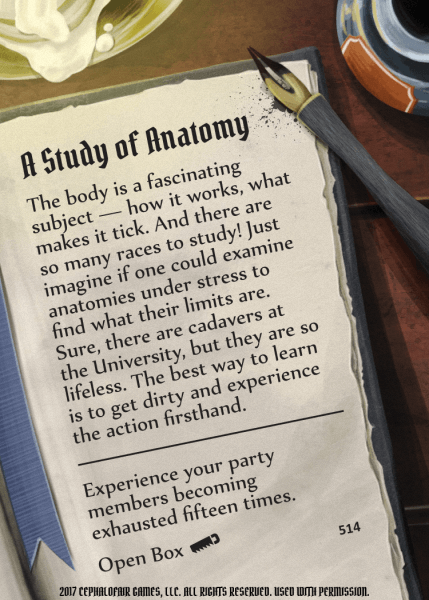 A Study of Anatomy
The body is a fascinating
subject — how it works, what
makes it tick. And there are
so many races to study! Just
imagine if one could examine
anatomies under stress to
find what their limits are.
Sure, there are cadavers at
the University, but they are so
lifeless. The best way to learn
is to get dirty and experience
the action firsthand.
Experience your party
members becoming
exhausted fifteen times.
514
Open Box
2017 CEPHALOFAIR GAMES, LLC. ALL RIGHTS RESERVED. USED WITH PERMISSION.